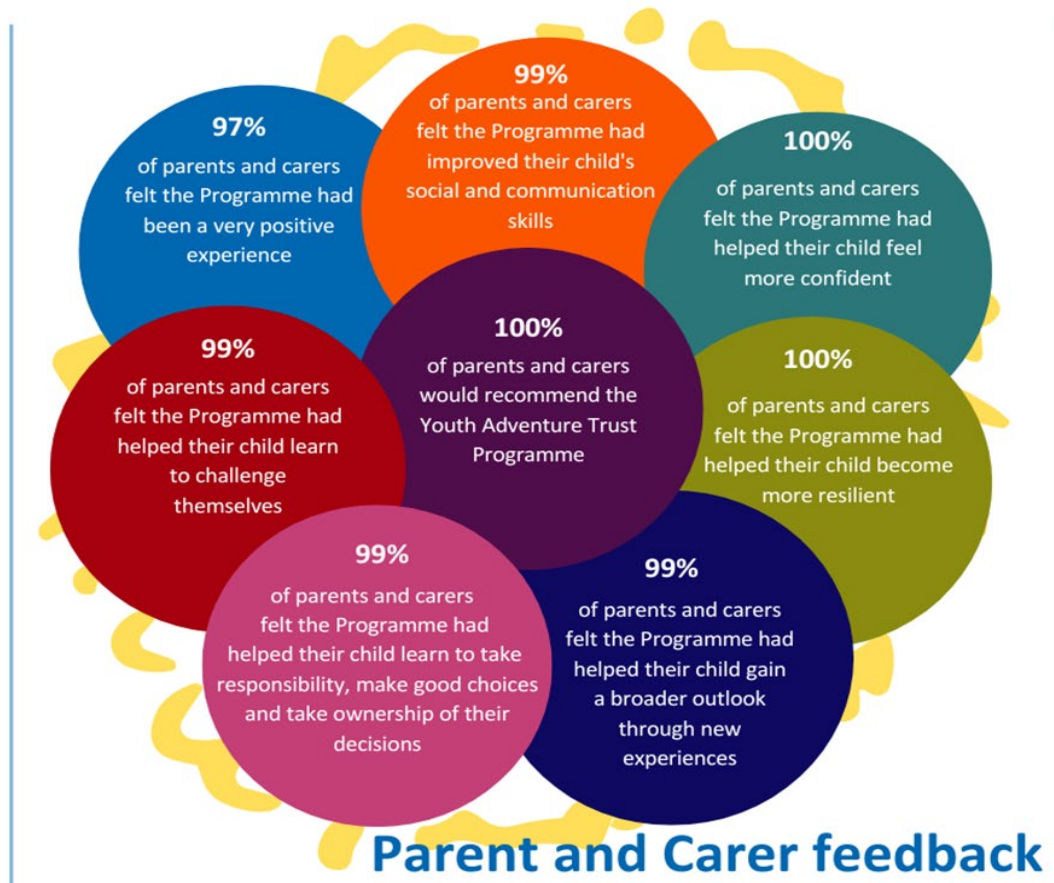 97%
of parents and carers
felt the Programme had
been a very positive
experience
99%
of parents and carers
felt the Programme had
improved their child's
social and communication
skills
100%
of parents and carers
felt the Programme had
helped their child feel
more confident
99%
of parents and carers
felt the Programme had
helped their child learn
to challenge
themselves
100%
of parents and carers
would recommend the
Youth Adventure Trust
Programme
100%
of parents and carers
felt the Programme had
helped their child become
more resilient
99%
of parents and carers
felt the Programme had
helped their child learn to take
responsibility, make good choices
and take ownership of their
decisions
99%
of parents and carers
felt the Programme had
helped their child gain
a broader outlook
through new
experiences
Parent and Carer feedback